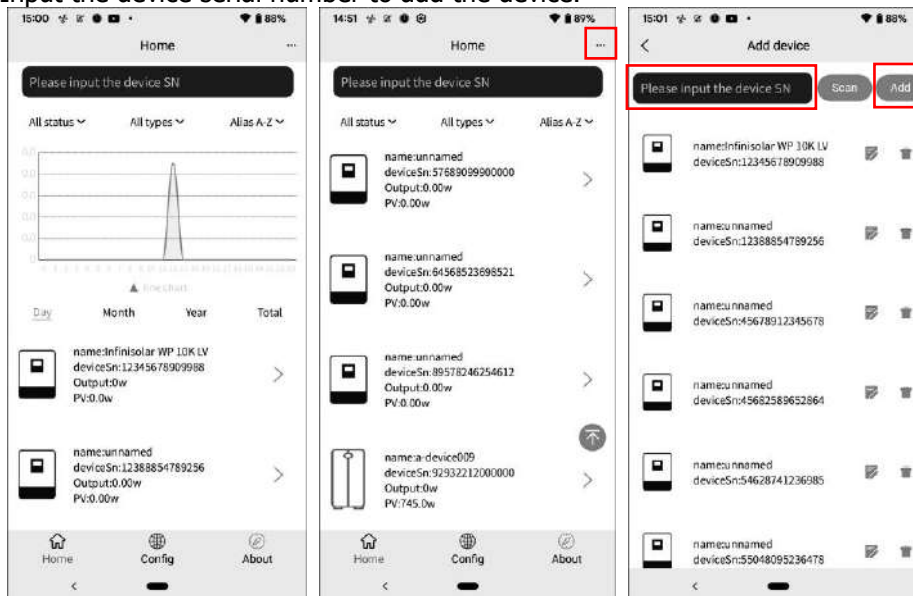 Input the device serial number to add the device.
15:00
88%
Home
...
Please input the device SN
All status
All types
Alias A-Z
Day
Month
Year
Total
name:Infinisolar WP 10K LV
deviceSn:12345678909988
Output:0w
PV:0.0w
name:unnamed
deviceSn:12388854789256
Output:0.00w
PV:0.00w
Home
Config
About
14:51
89%
Home
...
Please input the device SN
All status
All types
Alias A-Z
name:unnamed
deviceSn:57689099900000
Output:0.00w
PV:0.00w
name:unnamed
deviceSn:64568523698521
Output:0.00w
PV:0.00w
name:unnamed
deviceSn:89578246254612
Output:0.00w
PV:0.00w
name:a-device009
deviceSn:92932212000000
Output:0w
PV:745.0w
Home
Config
About
15:01
88%
Add device
Please input the device SN
Scan
Add
name:Infinisolar WP 10K LV
deviceSn:12345678909988
name:unnamed
deviceSn:12388854789256
name:unnamed
deviceSn:45678912345678
name:unnamed
deviceSn:45682589652864
name:unnamed
deviceSn:54628741236985
name:unnamed
deviceSn:55048095236478